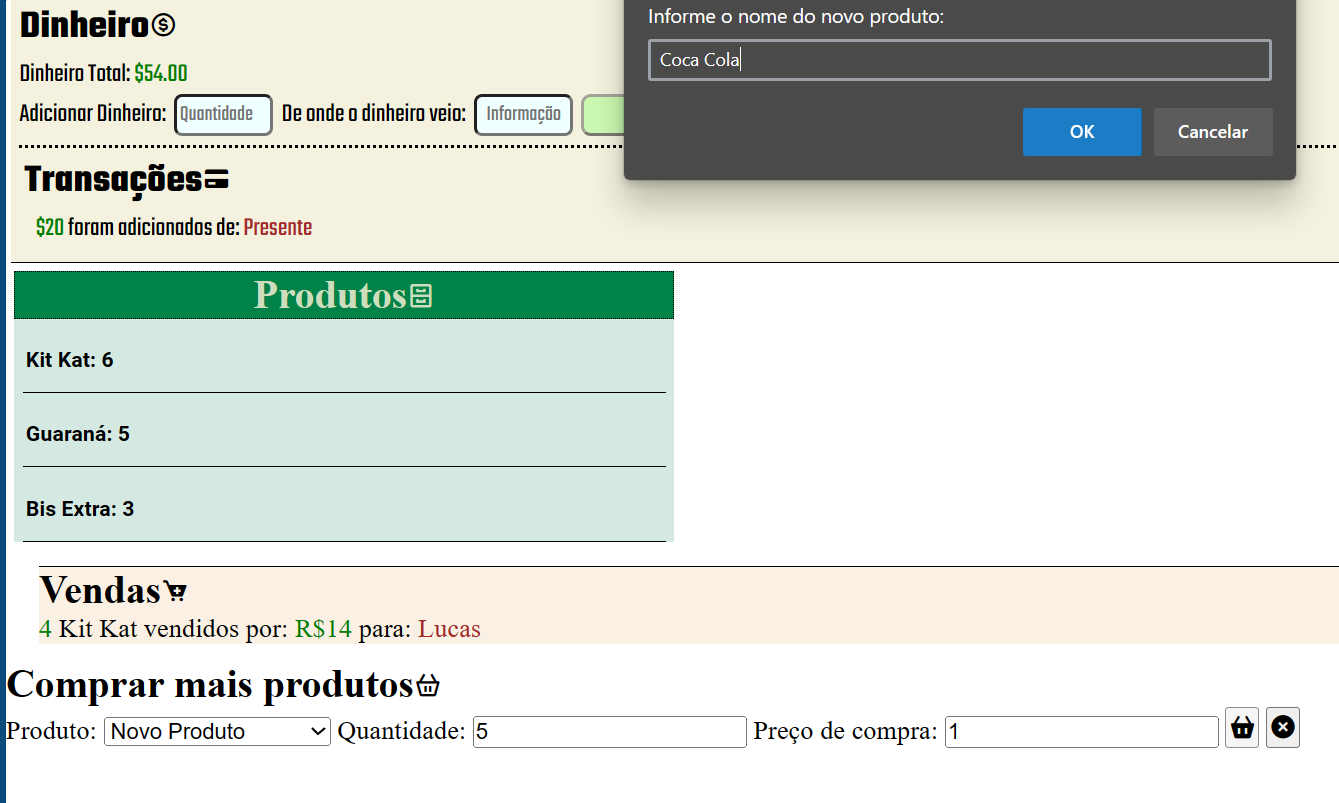 Dinheiro
Informe o nome do novo produto:
Coca Cola
Dinheiro Total: $54.00
Adicionar Dinheiro: Quantidade De onde o dinheiro veio: Informação
OK Cancelar
Transações
$20 foram adicionados de: Presente
Produtos
Kit Kat: 6
Guaraná: 5
Bis Extra: 3
Vendas
4 Kit Kat vendidos por: R$14 para: Lucas
Comprar mais produtos
Produto: Novo Produto Quantidade: 5 Preço de compra: 1